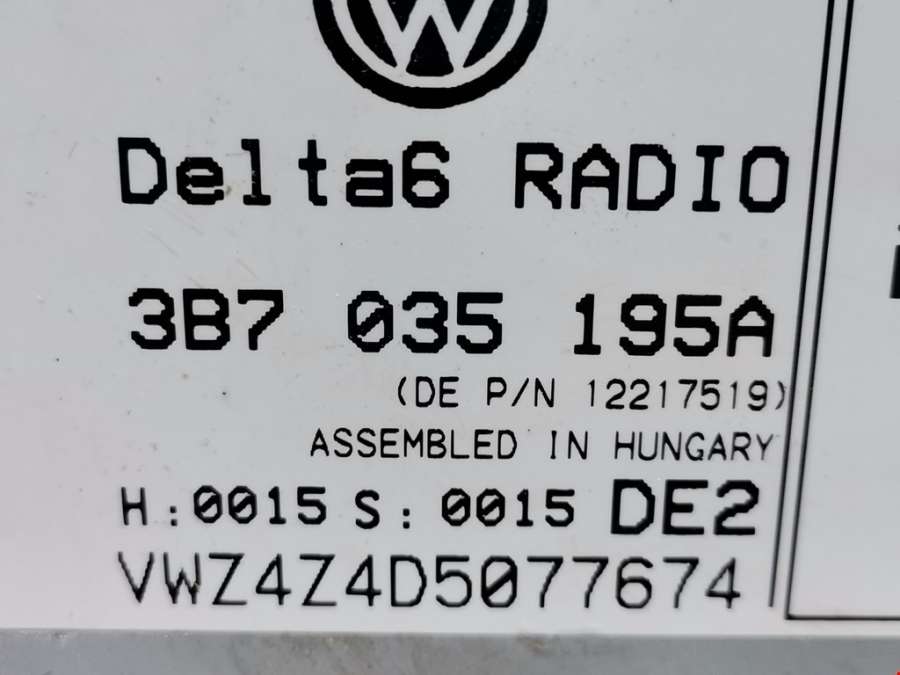 Delta6 RADIO
3B7 035 195A
(DE P/N 12217519)
ASSEMBLED IN HUNGARY
H:0015 S:0015 DE2
VWZ4Z4D5077674